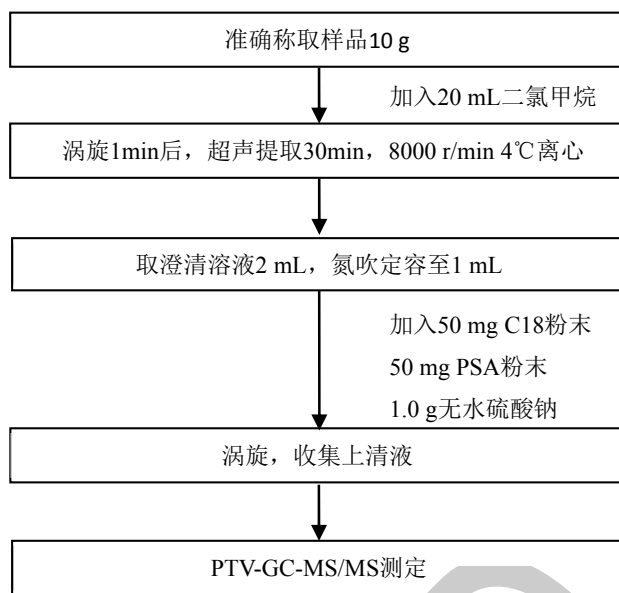 准确称取样品10 g
加入20 mL二氯甲烷
涡旋1min后，超声提取30min，8000 r/min 4℃离心
取澄清溶液2 mL，氮吹定容至1 mL
加入50 mg C18粉末
50 mg PSA粉末
1.0 g无水硫酸钠
涡旋，收集上清液
PTV-GC-MS/MS测定